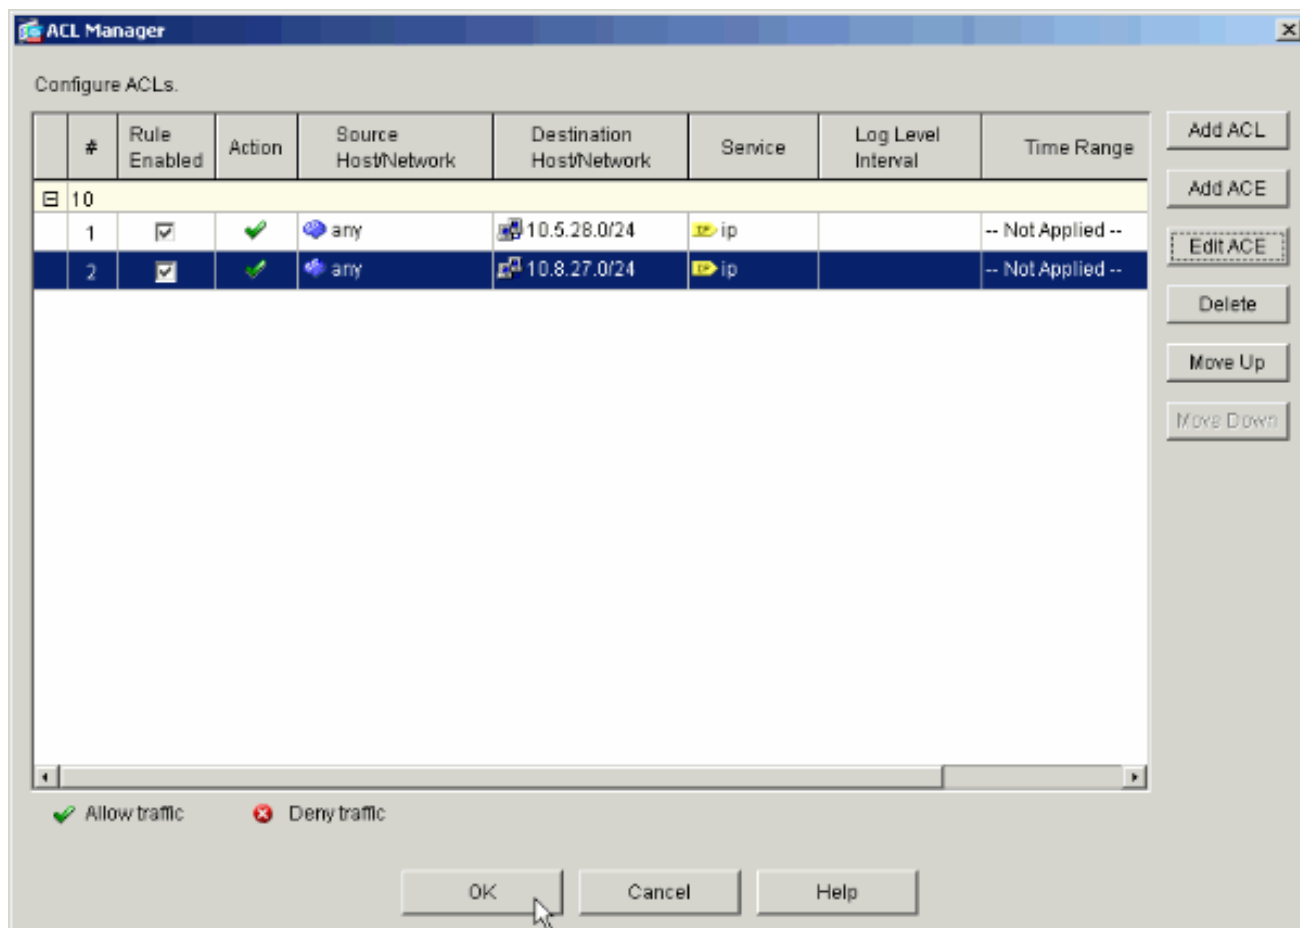 ACL Manager
Configure ACLs.
# Rule Enabled Action Source Host/Network Destination Host/Network Service Log Level Interval Time Range
10
1 any 10.5.28.0/24 IP ip -- Not Applied --
2 any 10.8.27.0/24 IP ip -- Not Applied --
Add ACL
Add ACE
Edit ACE
Delete
Move Up
Move Down
Allow traffic Deny traffic
OK Cancel Help